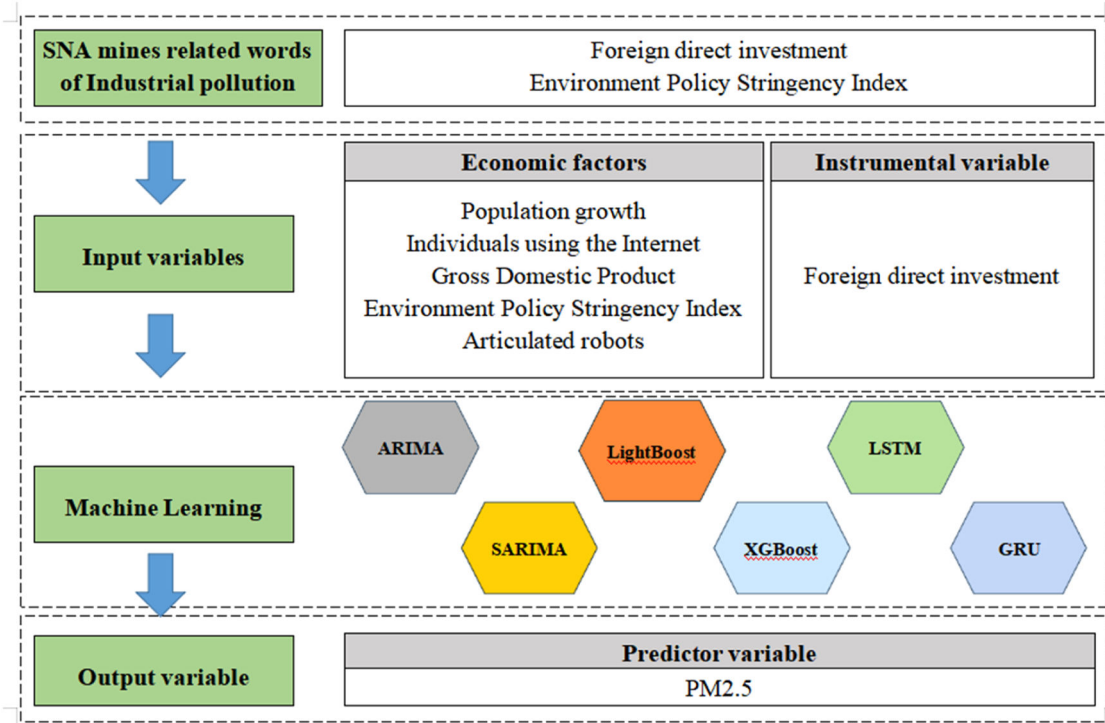 SNA mines related words
of Industrial pollution
Foreign direct investment
Environment Policy Stringency Index
Input variables
Economic factors
Population growth
Individuals using the Internet
Gross Domestic Product
Environment Policy Stringency Index
Articulated robots
Instrumental variable
Foreign direct investment
Machine Learning
ARIMA
LightBoost
LSTM
SARIMA
XGBoost
GRU
Output variable
Predictor variable
PM2.5